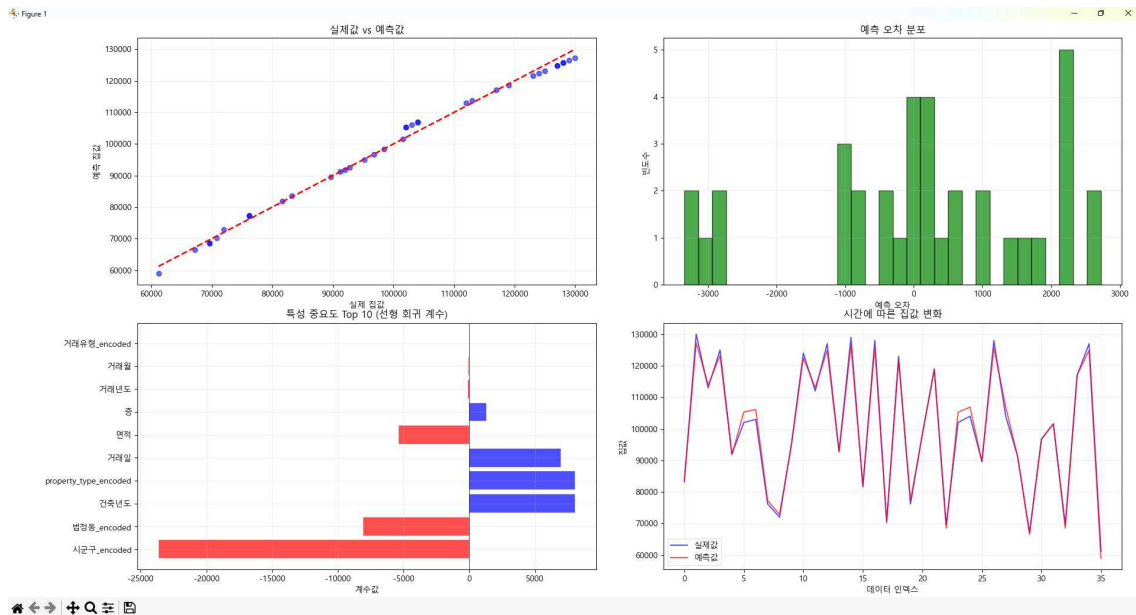 Figure 1
실제값 vs 예측값
130000
120000
110000
100000
90000
80000
70000
60000
예측 집값
60000 70000 80000 90000 100000 110000 120000 130000
실제 집값
예측 오차 분포
5
4
3
2
1
0
빈도수
-3000 -2000 -1000 0 1000 2000 3000
예측 오차
특성 중요도 Top 10 (선형 회귀 계수)
거래유형_encoded
거래월
거래년도
층
면적
거래일
property_type_encoded
건축년도
법정동_encoded
시군구_encoded
-25000 -20000 -15000 -10000 -5000 0 5000
계수값
시간에 따른 집값 변화
130000
120000
110000
100000
90000
80000
70000
60000
집값
실제값
예측값
0 5 10 15 20 25 30 35
데이터 인덱스